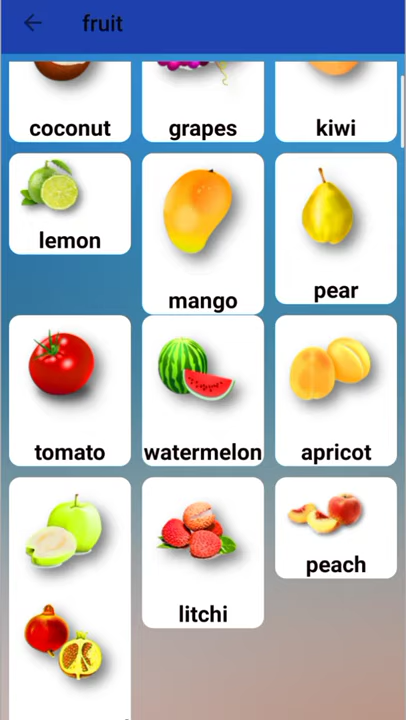 fruit
coconut
grapes
kiwi
lemon
mango
pear
tomato
watermelon
apricot
litchi
peach